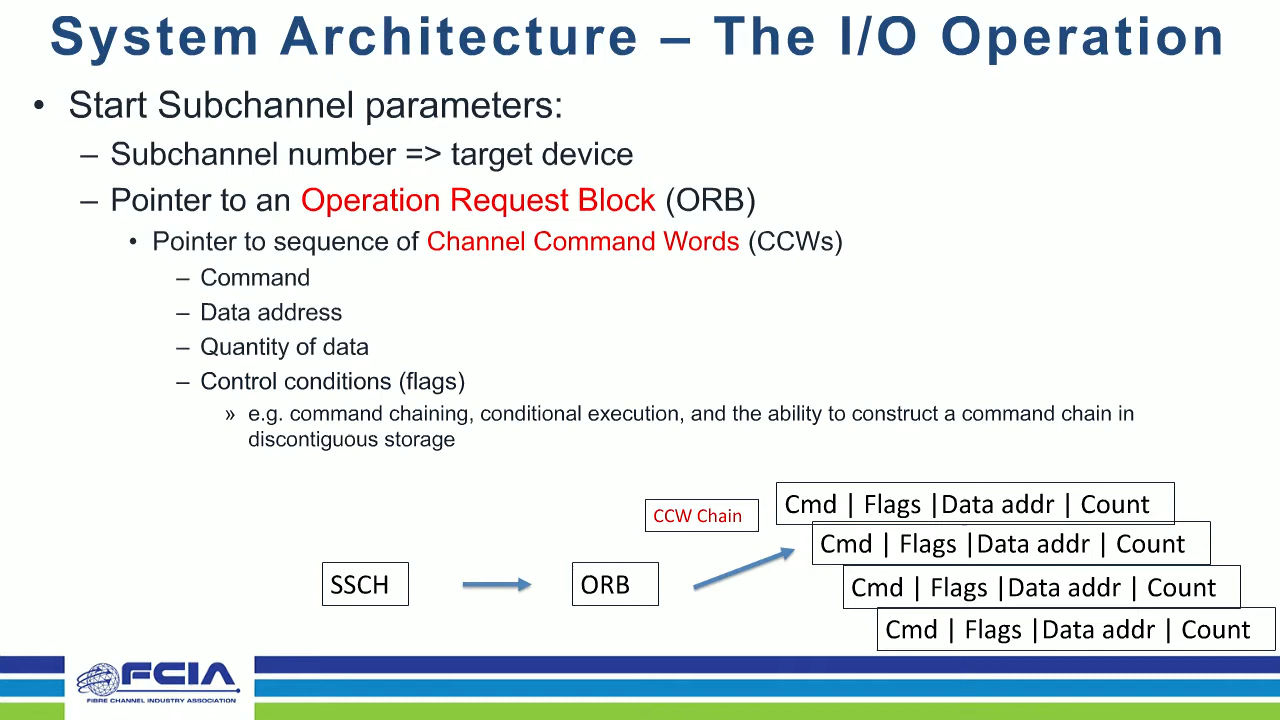 System Architecture – The I/O Operation
• Start Subchannel parameters:
– Subchannel number => target device
– Pointer to an Operation Request Block (ORB)
• Pointer to sequence of Channel Command Words (CCWs)
– Command
– Data address
– Quantity of data
– Control conditions (flags)
» e.g. command chaining, conditional execution, and the ability to construct a command chain in
discontiguous storage
CCW Chain
Cmd | Flags |Data addr | Count
Cmd | Flags |Data addr | Count
SSCH
ORB
Cmd | Flags |Data addr | Count
Cmd | Flags |Data addr | Count
FCIA
FIBRE CHANNEL INDUSTRY ASSOCIATION